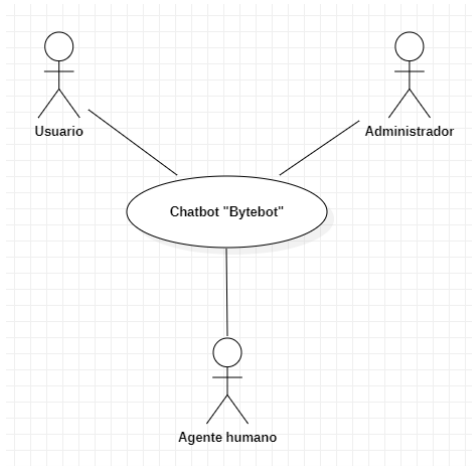 Usuario
Administrador
Chatbot "Bytebot"
Agente humano